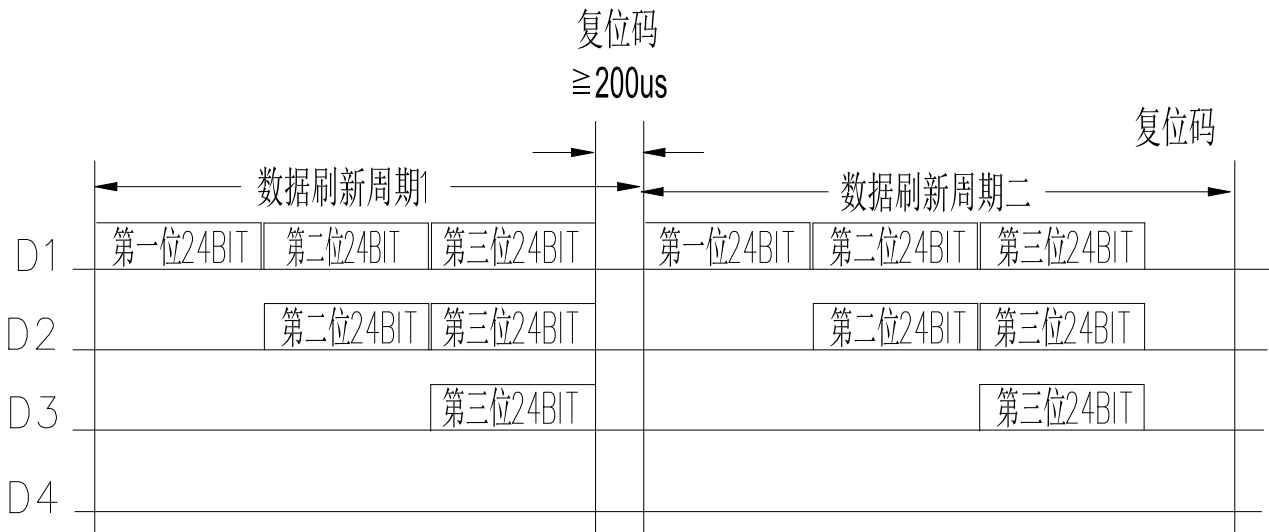 复位码
≧200us
复位码
数据刷新周期1
数据刷新周期二
D1 第一位24BIT 第二位24BIT 第三位24BIT 第一位24BIT 第二位24BIT 第三位24BIT
D2 第二位24BIT 第三位24BIT 第二位24BIT 第三位24BIT
D3 第三位24BIT 第三位24BIT
D4